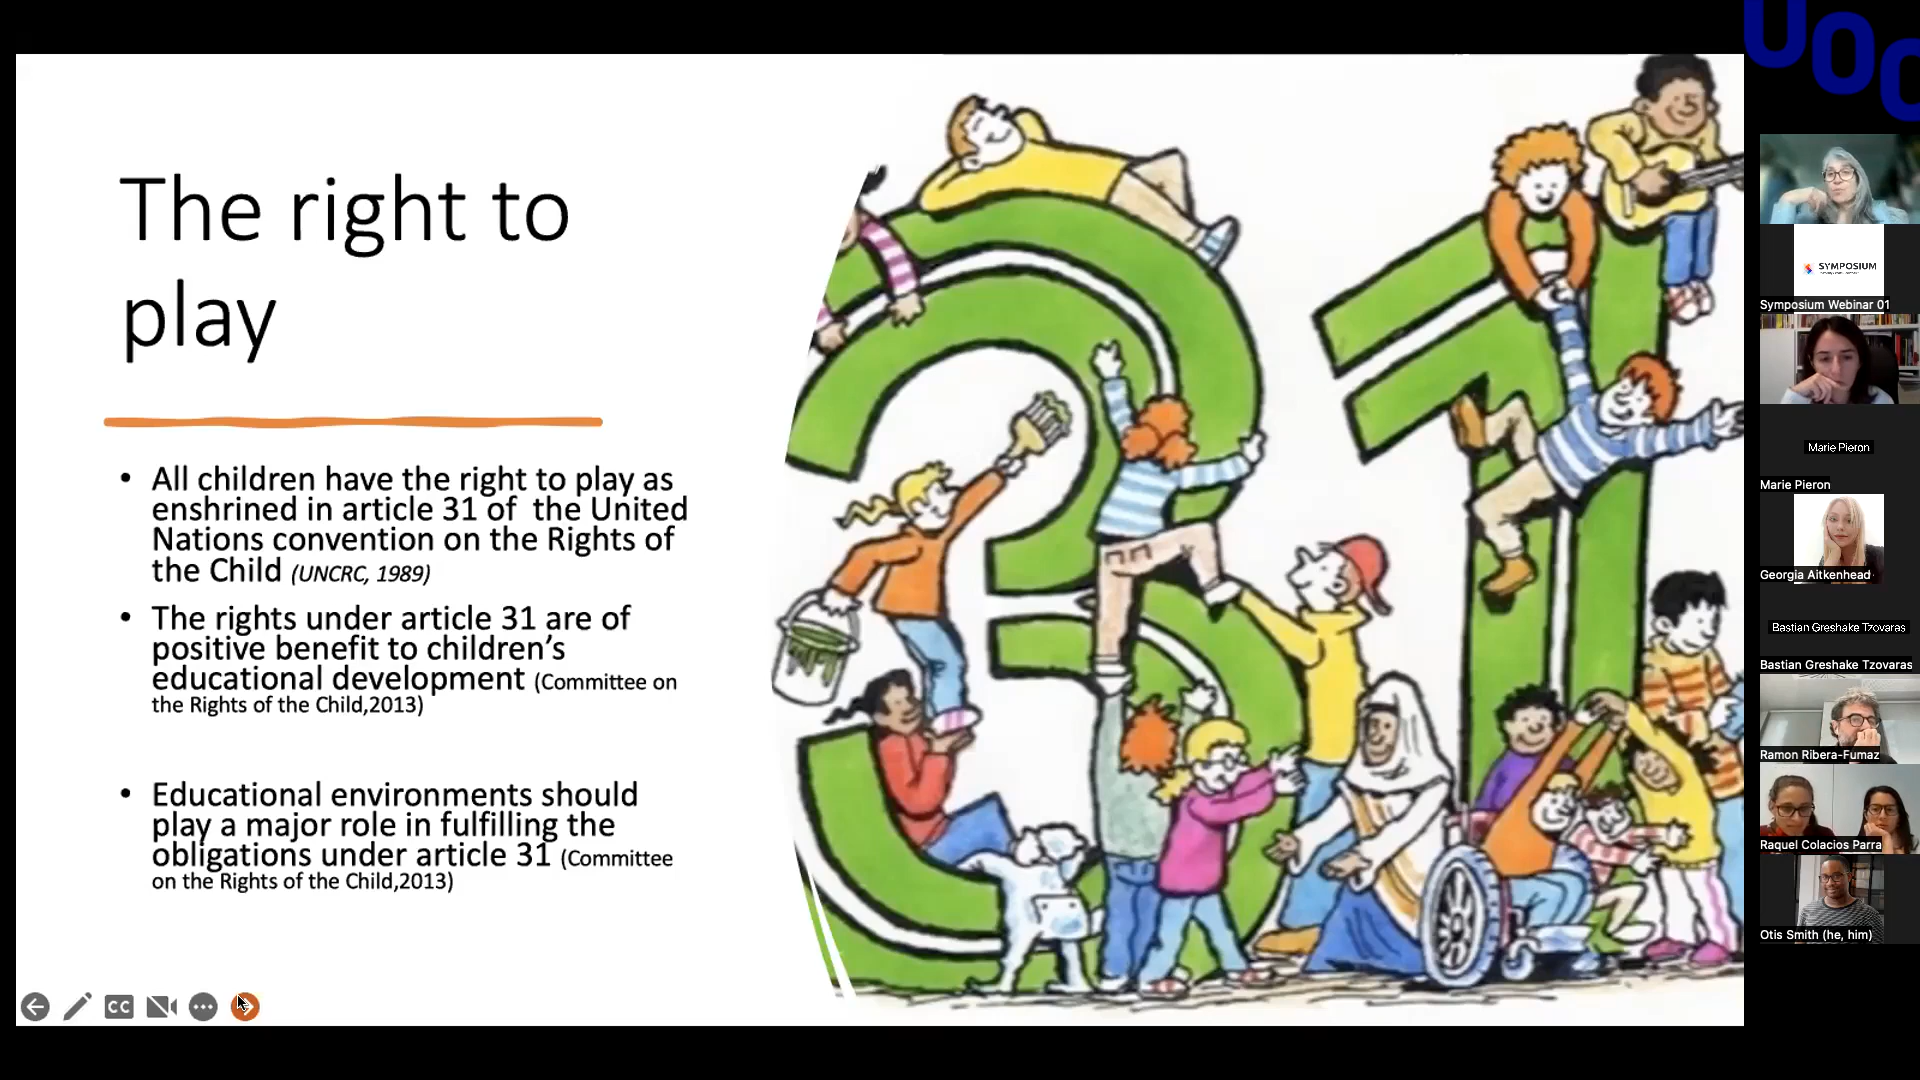 The right to
play
• All children have the right to play as
enshrined in article 31 of  the United
Nations convention on the Rights of
the Child (UNCRC, 1989)
• The rights under article 31 are of
positive benefit to children's
educational development (Committee on
the Rights of the Child,2013)
• Educational environments should
play a major role in fulfilling the
obligations under article 31 (Committee
on the Rights of the Child,2013)
31
CC
UOC
SYMPOSIUM
Symposium Webinar 01
Marie Pieron
Marie Pieron
Georgia Aitkenhead
Bastian Greshake Tzovaras
Bastian Greshake Tzovaras
Ramon Ribera-Fumaz
Raquel Colacios Parra
Otis Smith (he, him)